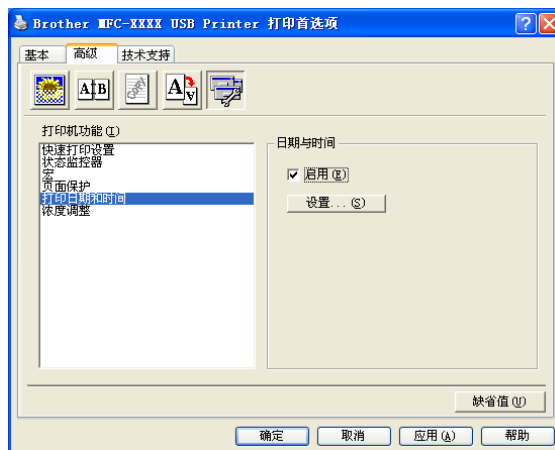 Brother MFC-XXXX USB Printer 打印首选项
基本 高级 技术支持
A B
A A
打印机功能(I)
快速打印设置
状态监控器
宏
页面保护
打印日期和时间
浓度调整
日期与时间
启用(E)
设置...(S)
缺省值(U)
确定 取消 应用(A) 帮助